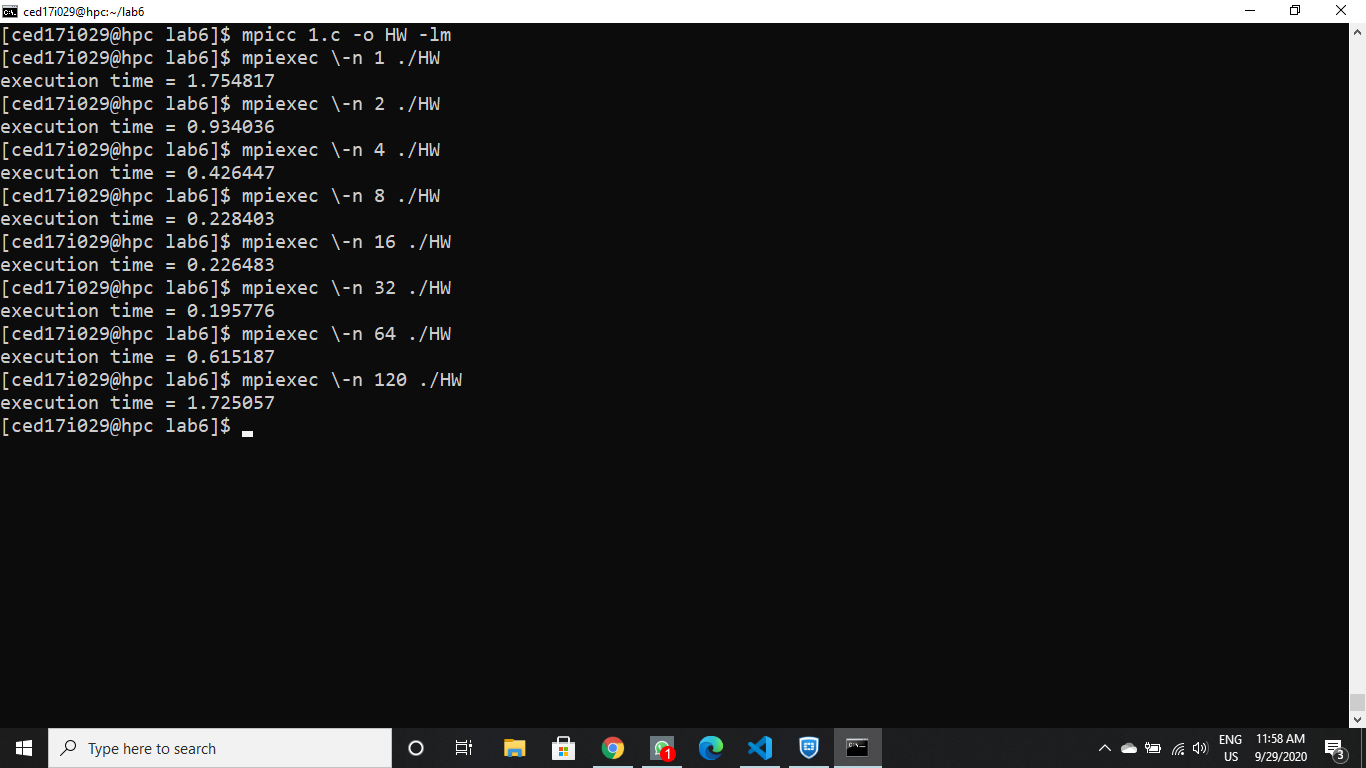 ced17i029@hpc:~/lab6
[ced17i029@hpc lab6]$ mpicc 1.c -o HW -lm
[ced17i029@hpc lab6]$ mpiexec \-n 1 ./HW
execution time = 1.754817
[ced17i029@hpc lab6]$ mpiexec \-n 2 ./HW
execution time = 0.934036
[ced17i029@hpc lab6]$ mpiexec \-n 4 ./HW
execution time = 0.426447
[ced17i029@hpc lab6]$ mpiexec \-n 8 ./HW
execution time = 0.228403
[ced17i029@hpc lab6]$ mpiexec \-n 16 ./HW
execution time = 0.226483
[ced17i029@hpc lab6]$ mpiexec \-n 32 ./HW
execution time = 0.195776
[ced17i029@hpc lab6]$ mpiexec \-n 64 ./HW
execution time = 0.615187
[ced17i029@hpc lab6]$ mpiexec \-n 120 ./HW
execution time = 1.725057
[ced17i029@hpc lab6]$
Type here to search
1
ENG
US
11:58 AM
9/29/2020
3